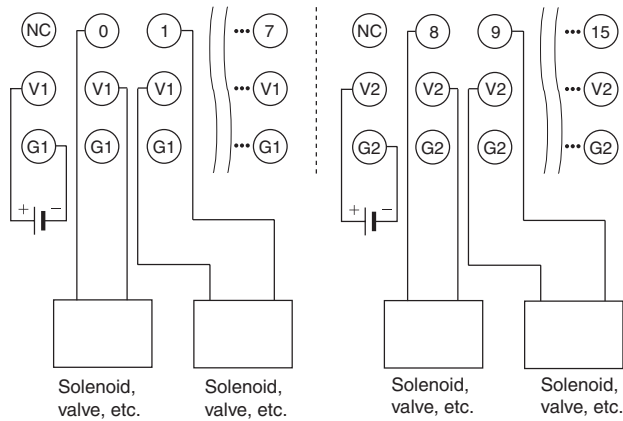 NC 0 1 ••• 7 NC 8 9 ••• 15
V1 V1 V1 ••• V1 V2 V2 V2 ••• V2
G1 G1 G1 ••• G1 G2 G2 G2 ••• G2
+ − + −
Solenoid, valve, etc.
Solenoid, valve, etc.
Solenoid, valve, etc.
Solenoid, valve, etc.